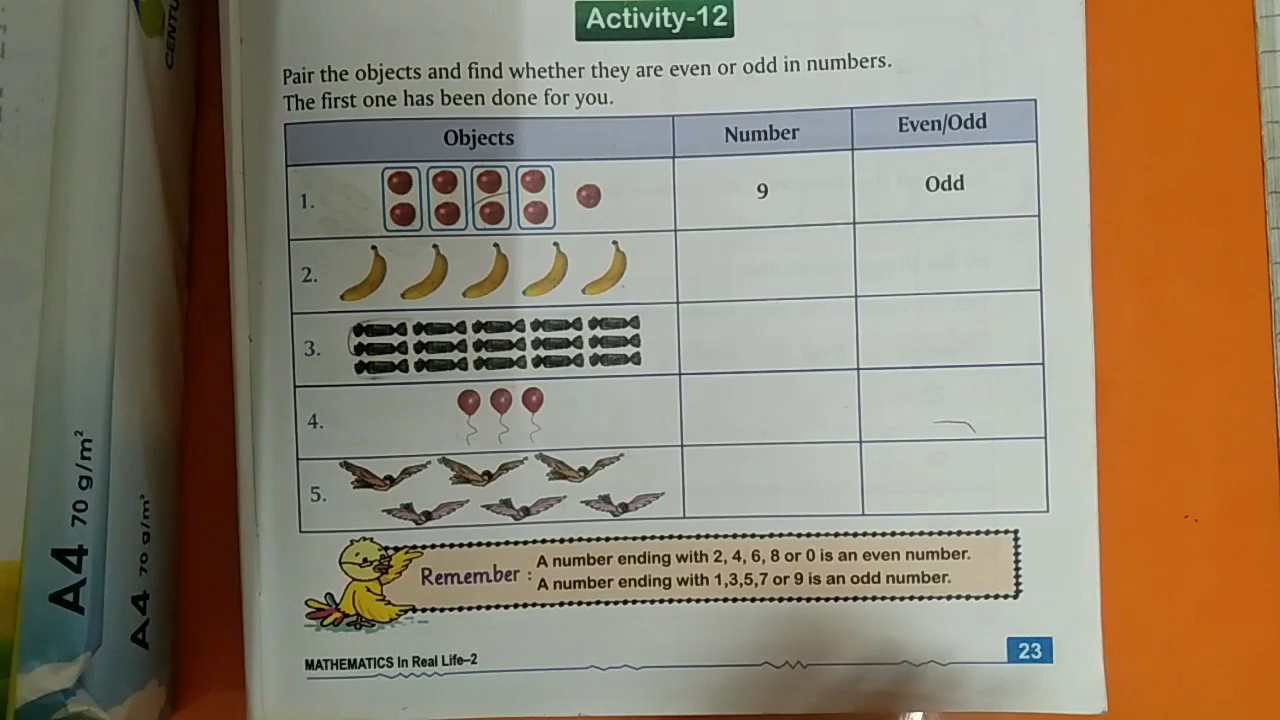 CENTU
A4 70 g/m²
A4 70 g/m²
Activity-12
Pair the objects and find whether they are even or odd in numbers.
The first one has been done for you.
Objects Number Even/Odd
1. 9 Odd
2.
3.
4.
5.
Remember : A number ending with 2, 4, 6, 8 or 0 is an even number.
A number ending with 1,3,5,7 or 9 is an odd number.
MATHEMATICS In Real Life–2 23